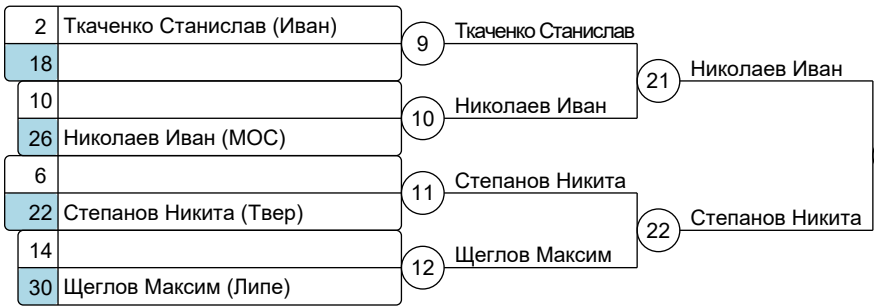 2 Ткаченко Станислав (Иван)
18
9 Ткаченко Станислав
10
26 Николаев Иван (МОС)
10 Николаев Иван
21 Николаев Иван
6
22 Степанов Никита (Твер)
11 Степанов Никита
14
30 Щеглов Максим (Липе)
12 Щеглов Максим
22 Степанов Никита